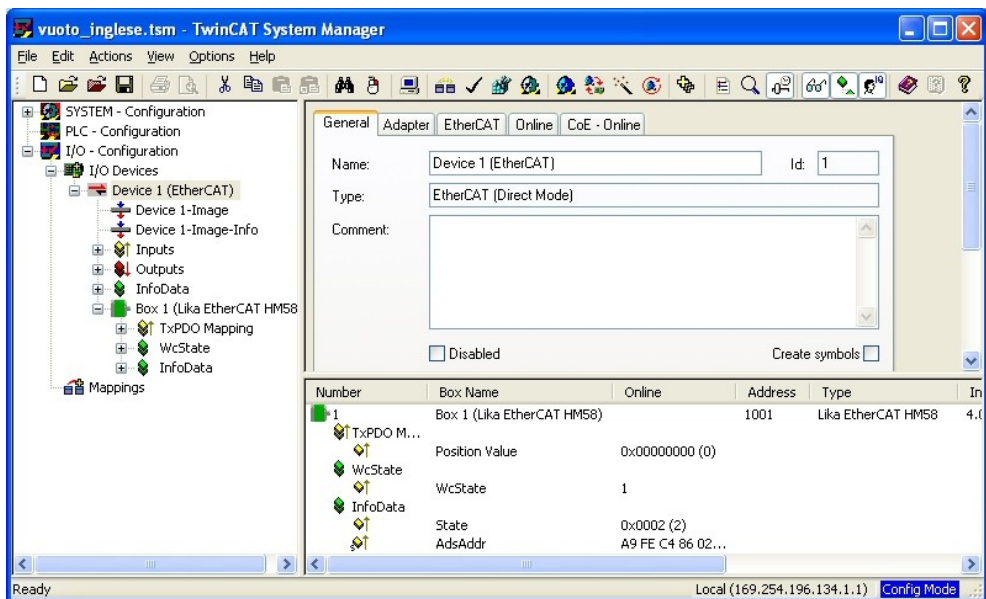 vuoto_inglese.tsm - TwinCAT System Manager
File Edit Actions View Options Help
SYSTEM - Configuration
PLC - Configuration
I/O - Configuration
I/O Devices
Device 1 (EtherCAT)
Device 1-Image
Device 1-Image-Info
Inputs
Outputs
InfoData
Box 1 (Lika EtherCAT HM58
TxPDO Mapping
WcState
InfoData
Mappings
General Adapter EtherCAT Online CoE - Online
Name: Device 1 (EtherCAT) Id: 1
Type: EtherCAT (Direct Mode)
Comment:
Disabled Create symbols
Number Box Name Online Address Type In
1 Box 1 (Lika EtherCAT HM58) 1001 Lika EtherCAT HM58 4.0
TxPDO M...
Position Value 0x00000000 (0)
WcState
WcState 1
InfoData
State 0x0002 (2)
AdsAddr A9 FE C4 86 02...
Ready Local (169.254.196.134.1.1) Config Mode